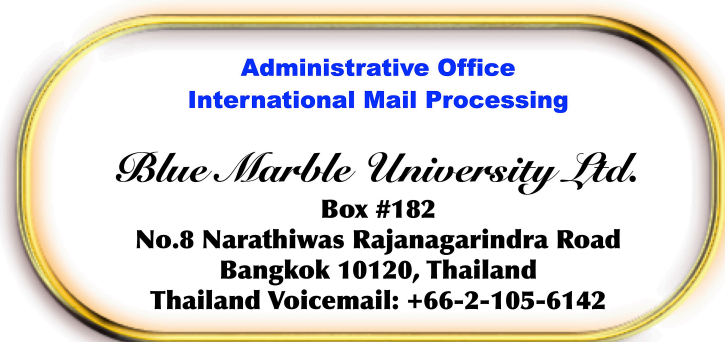 Administrative Office
International Mail Processing
Blue Marble University Ltd.
Box #182
No.8 Narathiwas Rajanagarindra Road
Bangkok 10120, Thailand
Thailand Voicemail: +66-2-105-6142